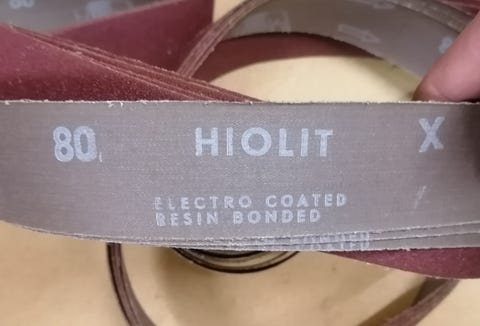 80 HIOLIT X
ELECTRO COATED
RESIN BONDED